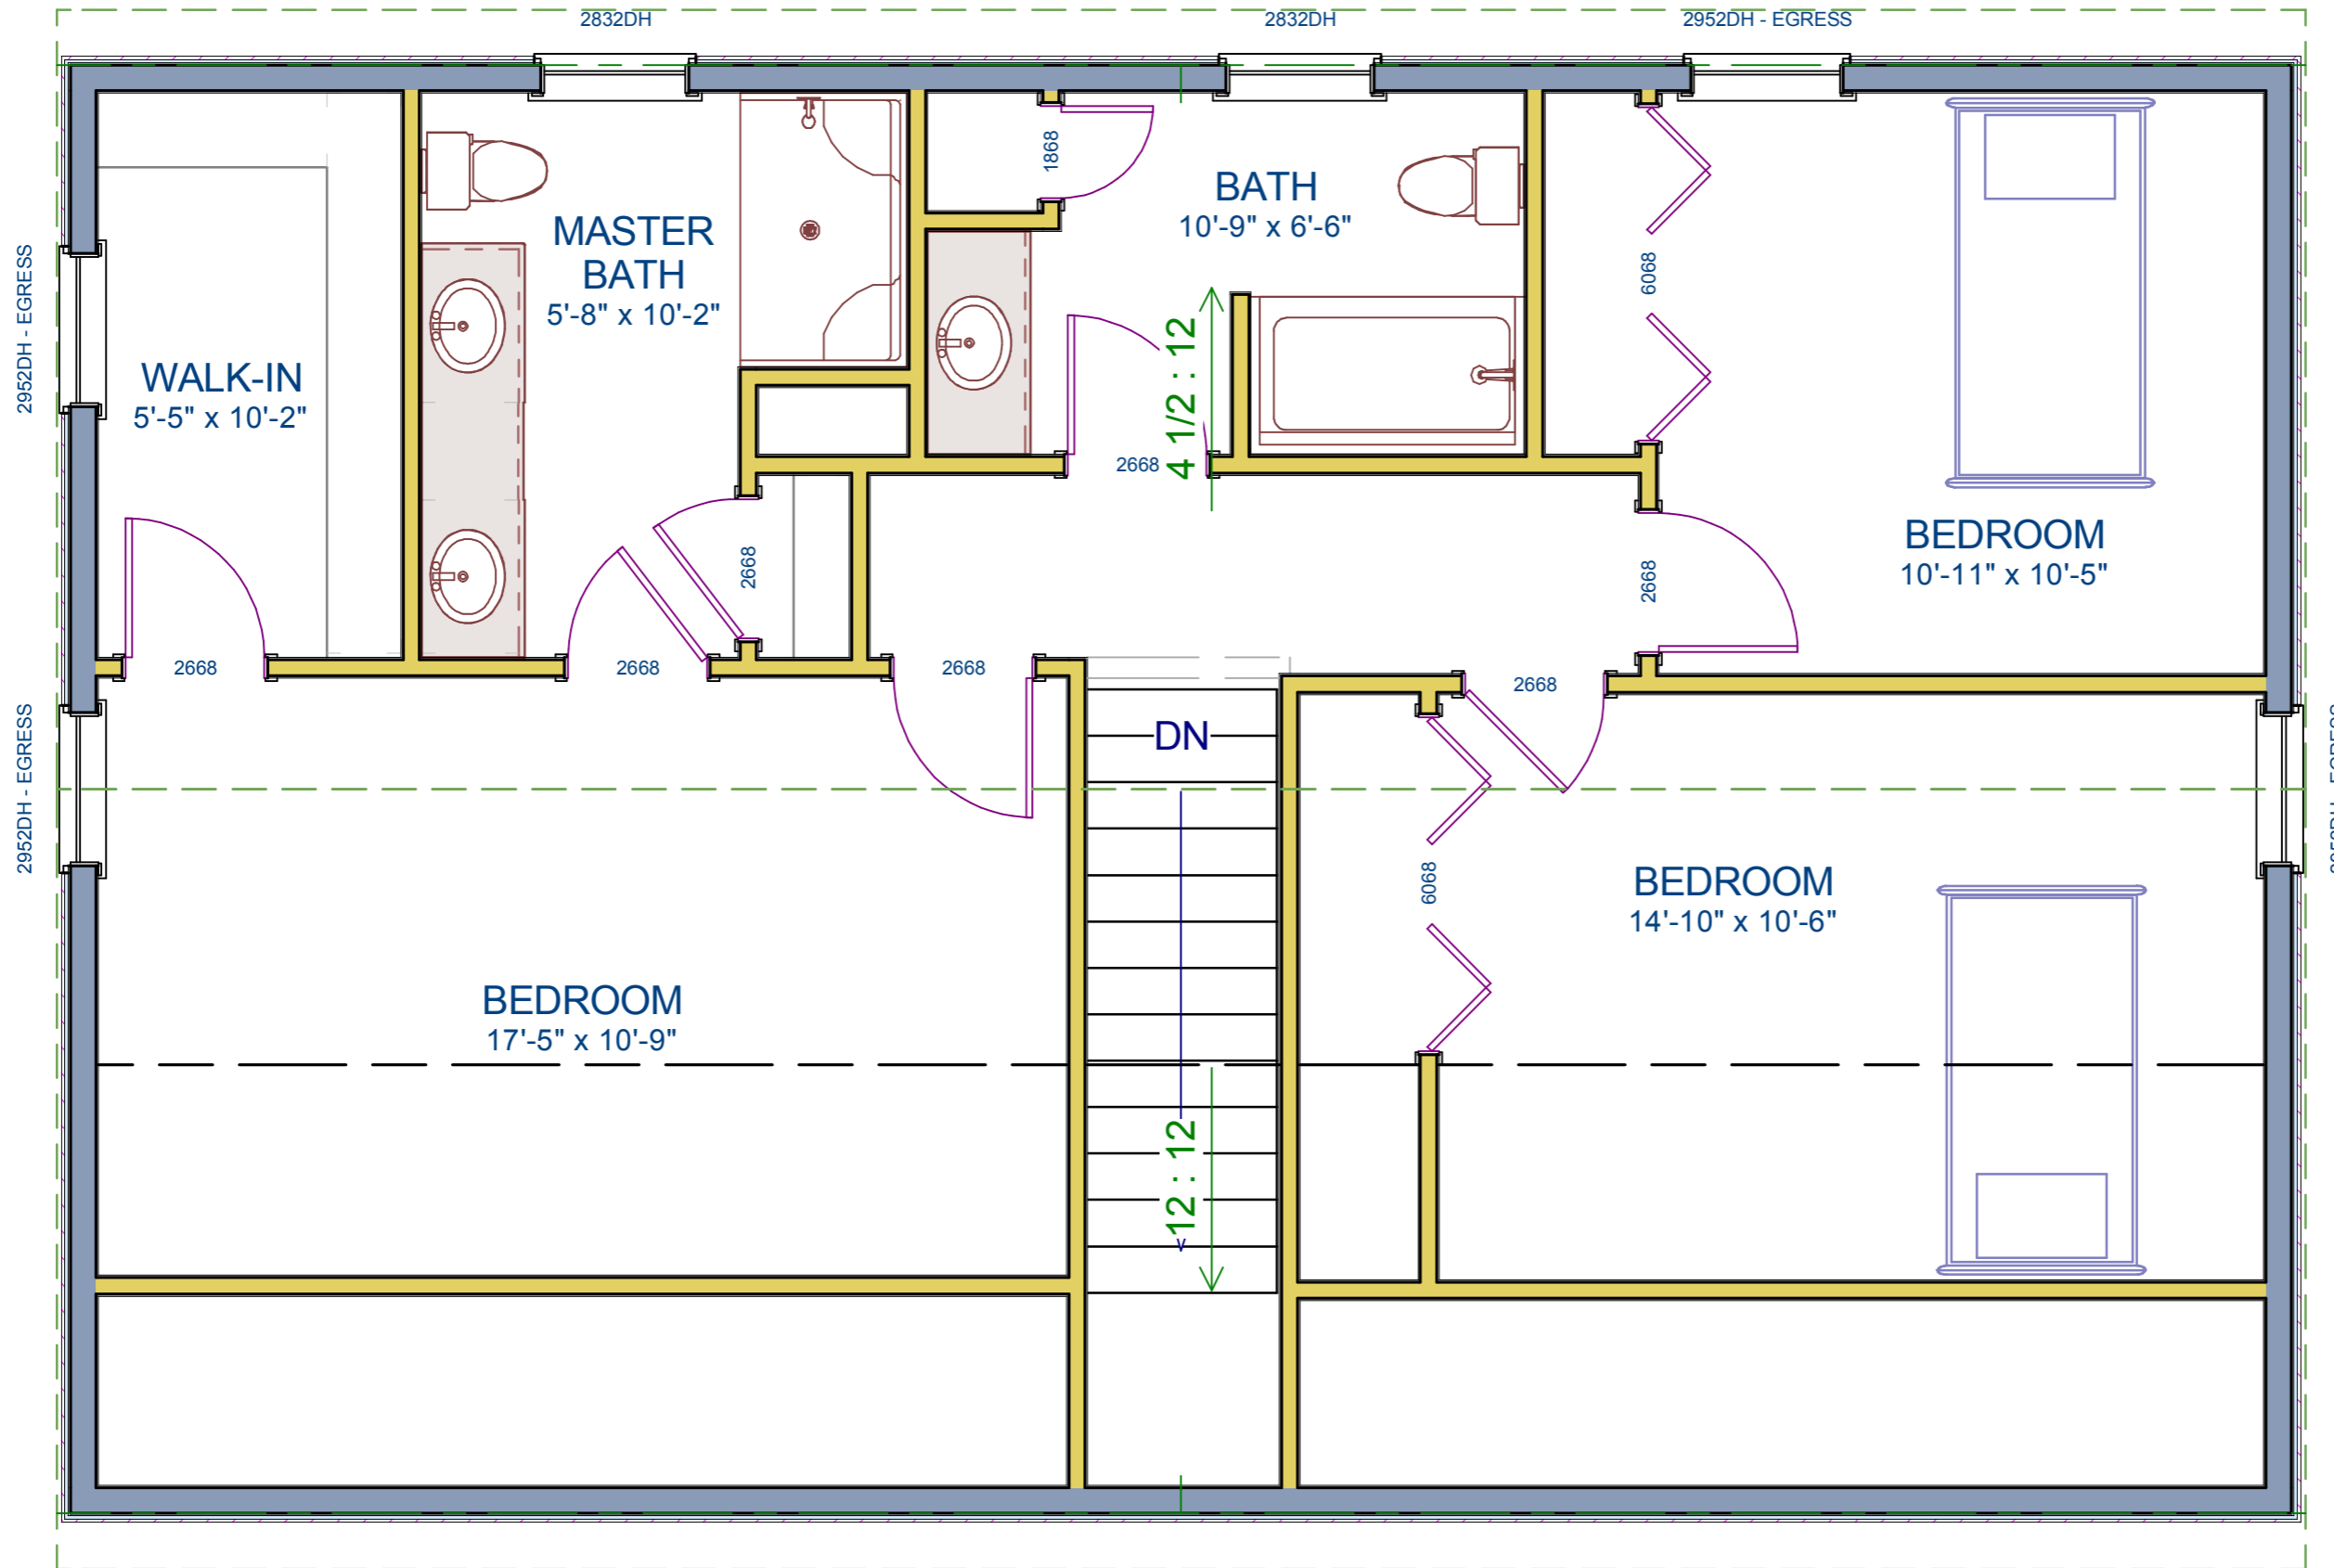 2832DH
2832DH
2952DH - EGRESS
1868
BATH
10'-9" x 6'-6"
MASTER
BATH
5'-8" x 10'-2"
2952DH - EGRESS
6068
WALK-IN
5'-5" x 10'-2"
4 1/2 : 12
2668
BEDROOM
10'-11" x 10'-5"
2668
2668
2668
2668
2668
2668
DN
2952DH - EGRESS
BEDROOM
14'-10" x 10'-6"
6068
BEDROOM
17'-5" x 10'-9"
12 : 12